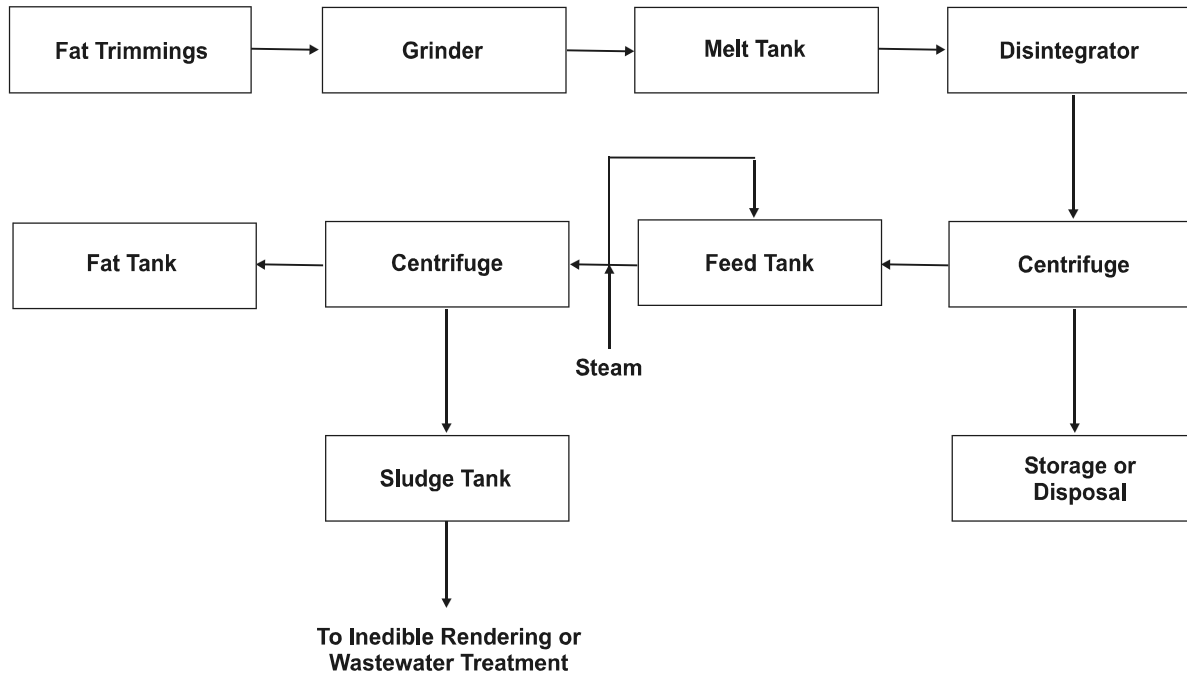 Fat Trimmings
Grinder
Melt Tank
Disintegrator
Fat Tank
Centrifuge
Feed Tank
Centrifuge
Steam
Sludge Tank
Storage or
Disposal
To Inedible Rendering or
Wastewater Treatment